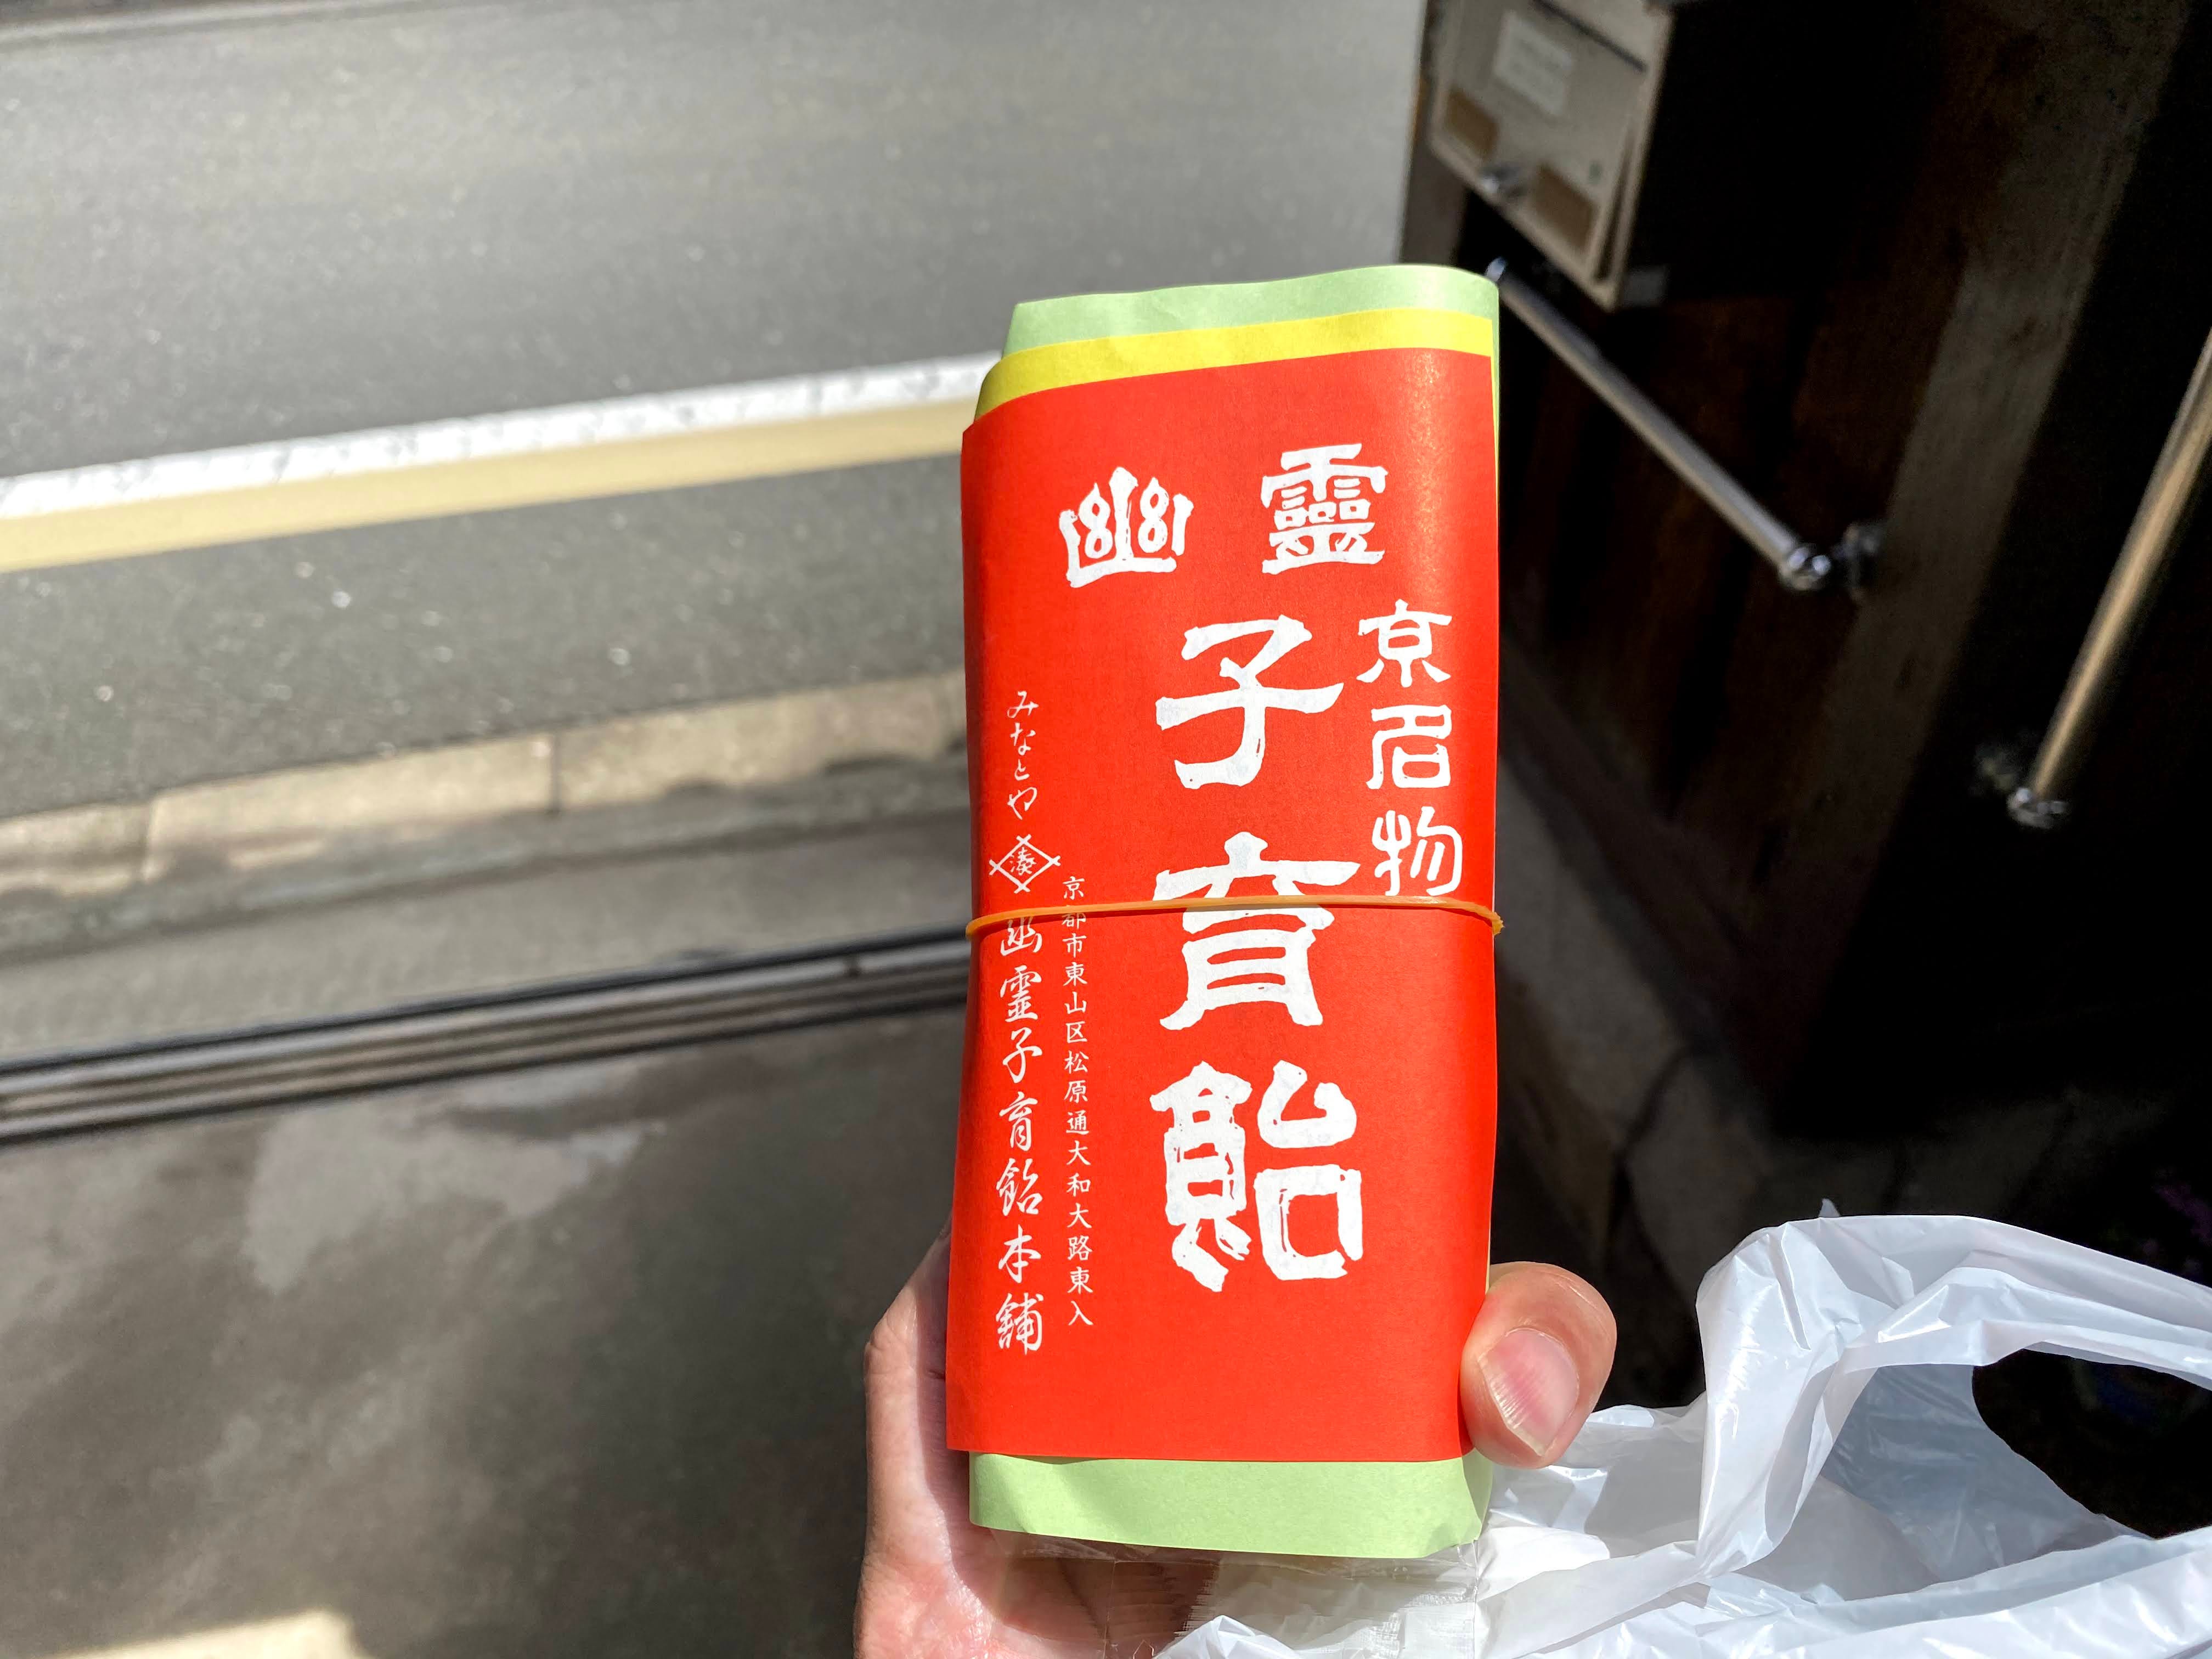 京名物
幽靈
子育飴
京都市東山区松原通大和大路東入
みなとや 湊 幽霊子育飴本舗